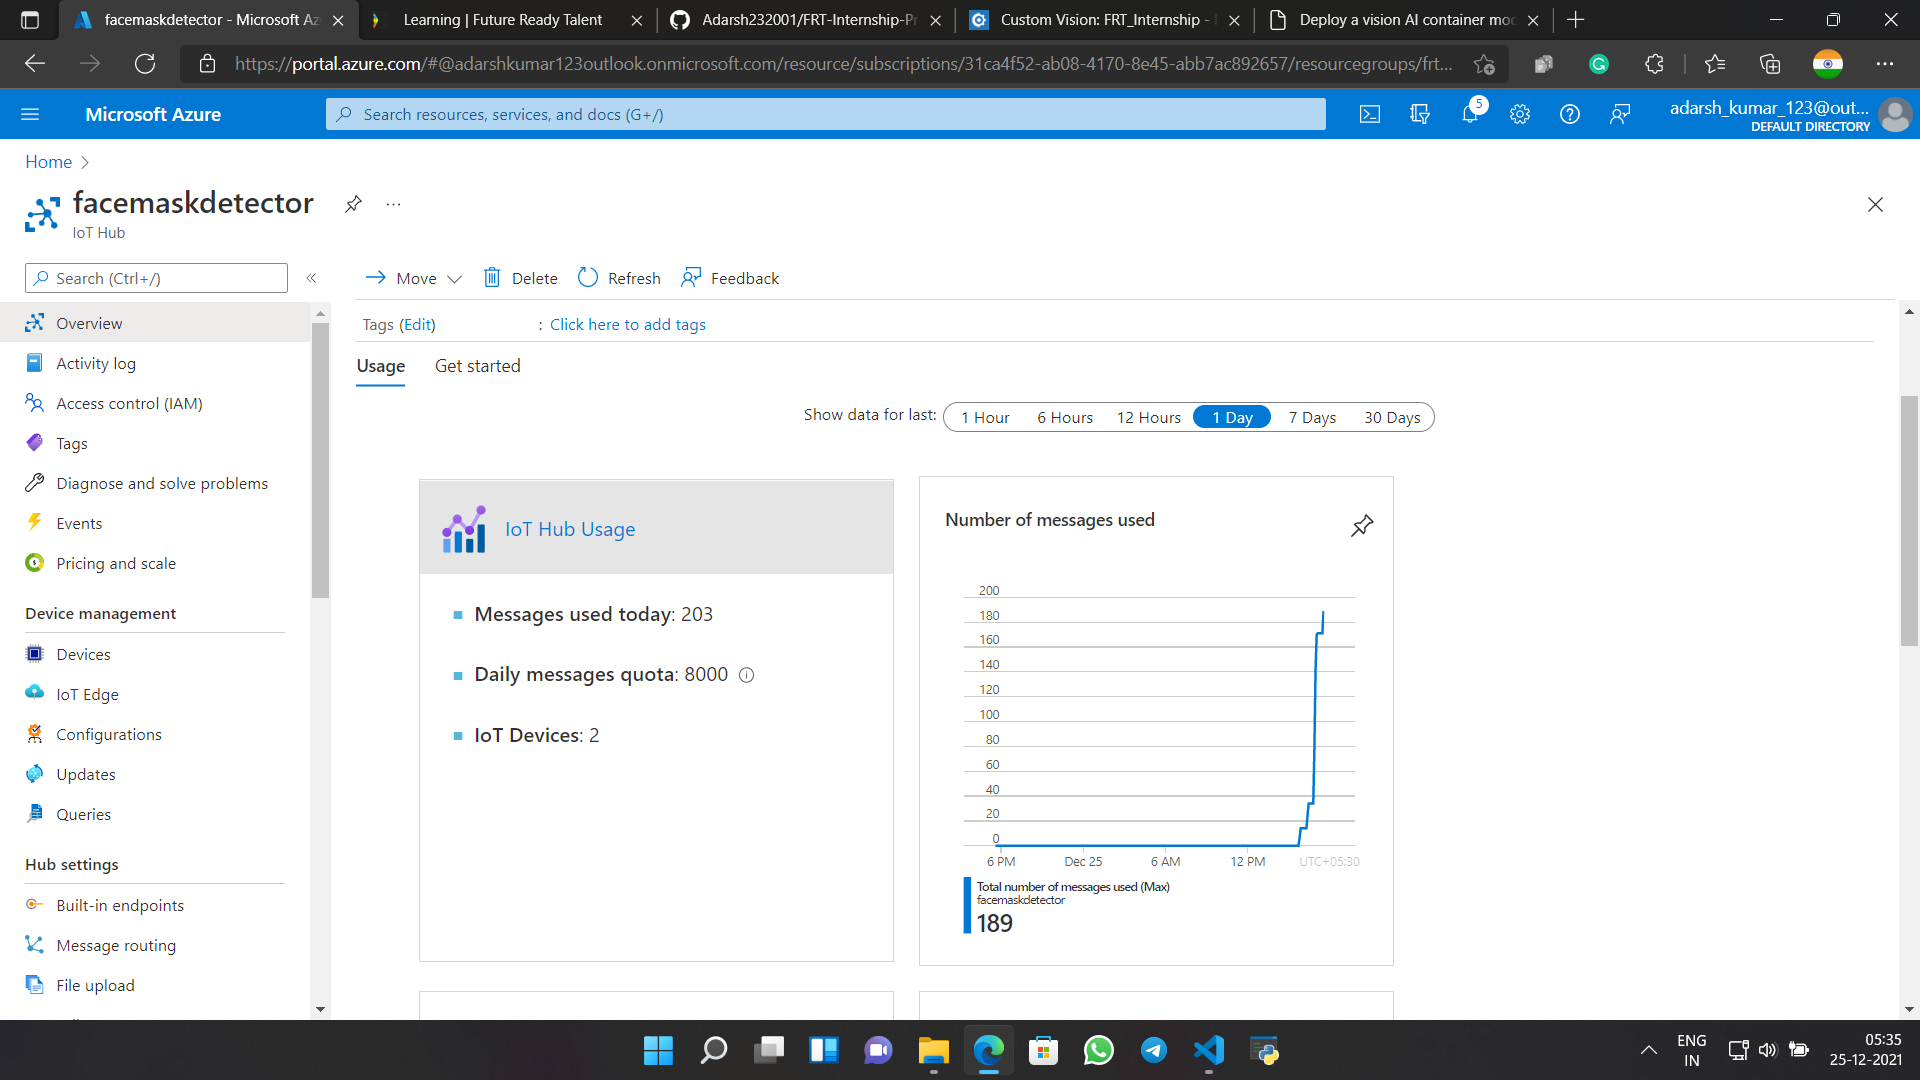 facemaskdetector - Microsoft Az
Learning | Future Ready Talent
Adarsh232001/FRT-Internship-Pr
Custom Vision: FRT_Internship -
Deploy a vision AI container mod
https://portal.azure.com/#@adarshkumar123outlook.onmicrosoft.com/resource/subscriptions/31ca4f52-ab08-4170-8e45-abb7ac892657/resourcegroups/frt...
Microsoft Azure
Search resources, services, and docs (G+/)
5
adarsh_kumar_123@out...
DEFAULT DIRECTORY
Home
facemaskdetector
...
IoT Hub
Search (Ctrl+/)
«
Move
Delete
Refresh
Feedback
Overview
Activity log
Access control (IAM)
Tags
Diagnose and solve problems
Events
Pricing and scale
Device management
Devices
IoT Edge
Configurations
Updates
Queries
Hub settings
Built-in endpoints
Message routing
File upload
Tags (Edit)
: Click here to add tags
Usage
Get started
Show data for last:
1 Hour
6 Hours
12 Hours
1 Day
7 Days
30 Days
IoT Hub Usage
Messages used today: 203
Daily messages quota: 8000
IoT Devices: 2
Number of messages used
200
180
160
140
120
100
80
60
40
20
0
6 PM
Dec 25
6 AM
12 PM
UTC+05:30
Total number of messages used (Max)
facemaskdetector
189
ENG
IN
05:35
25-12-2021